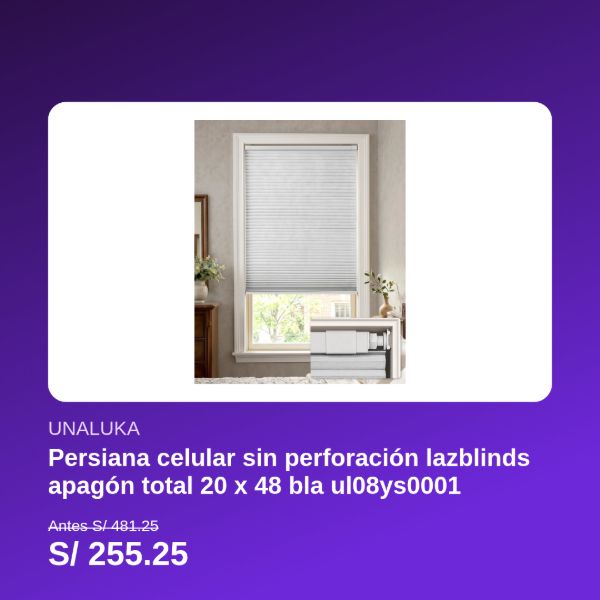 UNALUKA
Persiana celular sin perforación lazblinds
apagón total 20 x 48 bla ul08ys0001
Antes S/ 481.25
S/ 255.25